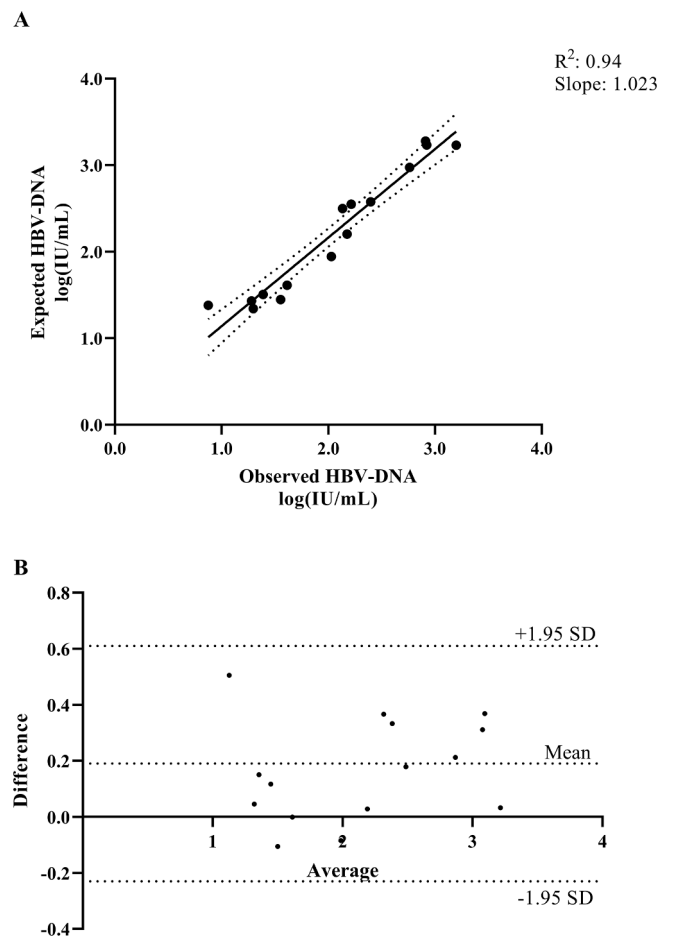 A
R²: 0.94
Slope: 1.023
4.0
3.0
2.0
1.0
0.0
Expected HBV-DNA
log(IU/mL)
0.0 1.0 2.0 3.0 4.0
Observed HBV-DNA
log(IU/mL)
B
0.8
+1.95 SD
0.6
0.4
Mean
0.2
0.0
Difference
1 2 3 4
Average
-0.2
-1.95 SD
-0.4